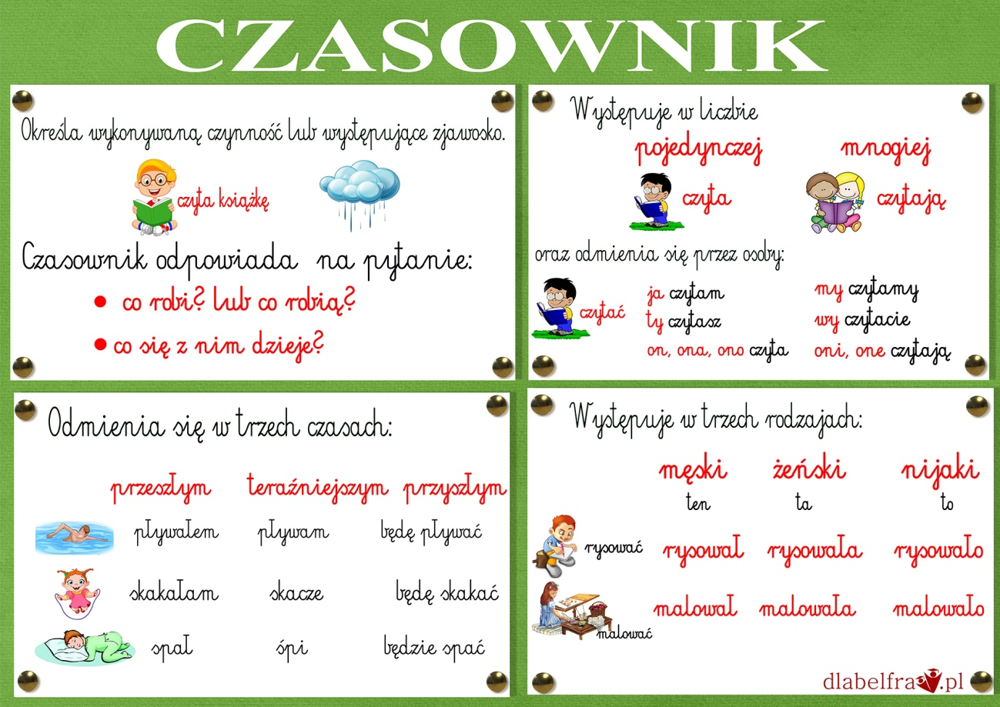 CZASOWNIK
Określa wykonywaną czynność lub występujące zjawosko.
czyta książkę
Czasownik odpowiada na pytanie:
• co robi? lub co robią?
• co się z nim dzieje?
Występuje w liczbie
pojedynczej mnogiej
czyta czytają
oraz odmienia się przez osoby:
czytać
ja czytam my czytamy
ty czytasz wy czytacie
on, ona, ono czyta oni, one czytają
Odmienia się w trzech czasach:
przeszłym teraźniejszym przyszłym
pływałem pływam będę pływać
skakałam skacze będę skakać
spał śpi będzie spać
Występuje w trzech rodzajach:
męski żeński nijaki
ten ta to
rysować rysował rysowała rysowało
malować malował malowała malowało
dlabelfra.pl